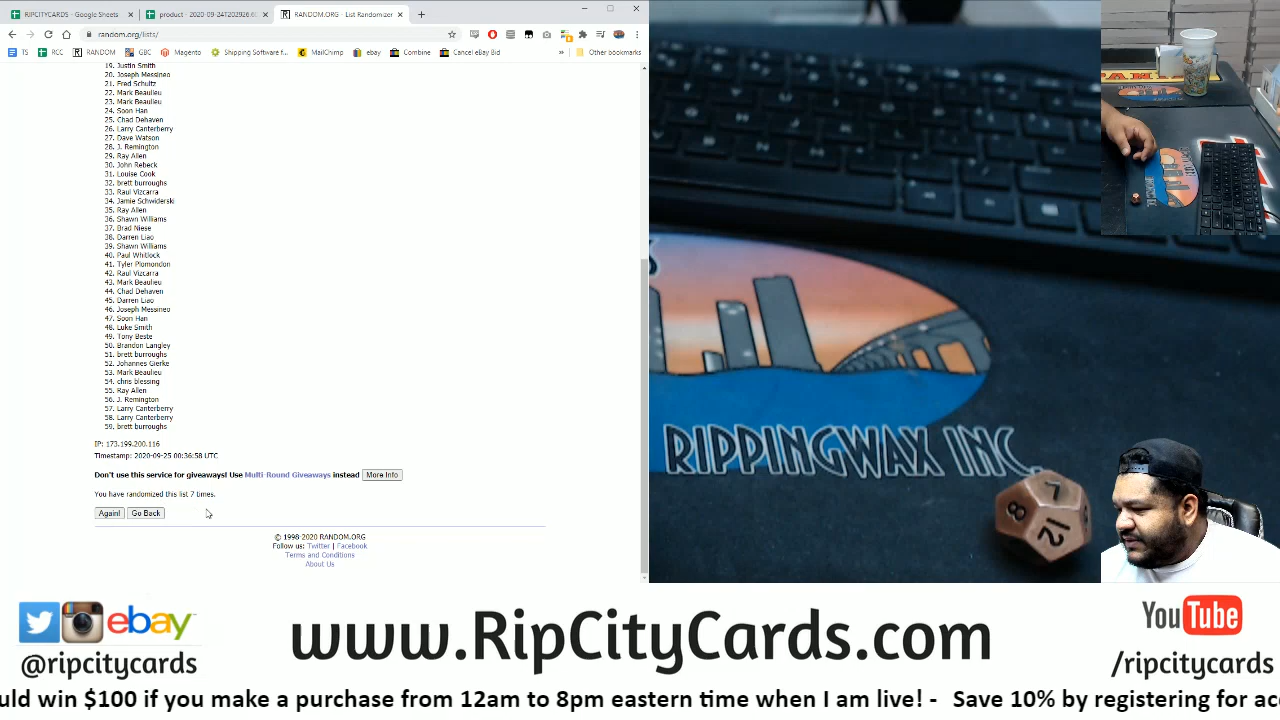 RIPCITYCARDS - Google Sheets
product - 2020-09-24T203926.6
RANDOM.ORG - List Randomizer
random.org/lists/
TS
RCC
RANDOM
GBC
Magento
Shipping Software f...
MailChimp
ebay
Combine
Cancel eBay Bid
Other bookmarks
19. Justin Smith
20. Joseph Messineo
21. Fred Schultz
22. Mark Beaulieu
23. Mark Beaulieu
24. Soon Han
25. Chad Dehaven
26. Larry Canterberry
27. Dave Watson
28. J. Remington
29. Ray Allen
30. John Rebeck
31. Louise Cook
32. brett burroughs
33. Raul Vizcarra
34. Jamie Schwiderski
35. Ray Allen
36. Shawn Williams
37. Brad Niese
38. Darren Liao
39. Shawn Williams
40. Paul Whitlock
41. Tyler Plomondon
42. Raul Vizcarra
43. Mark Beaulieu
44. Chad Dehaven
45. Darren Liao
46. Joseph Messineo
47. Soon Han
48. Luke Smith
49. Tony Beste
50. Brandon Langley
51. brett burroughs
52. Johannes Gierke
53. Mark Beaulieu
54. chris blessing
55. Ray Allen
56. J. Remington
57. Larry Canterberry
58. Larry Canterberry
59. brett burroughs
IP: 173.199.200.116
Timestamp: 2020-09-25 00:36:58 UTC
Don't use this service for giveaways! Use Multi-Round Giveaways instead More Info
You have randomized this list 7 times.
Again! Go Back
© 1998-2020 RANDOM.ORG
Follow us: Twitter | Facebook
Terms and Conditions
About Us
RIPPINGWAX INC.
7
8
12
ebay
@ripcitycards
www.RipCityCards.com
YouTube
/ripcitycards
uld win $100 if you make a purchase from 12am to 8pm eastern time when I am live! - Save 10% by registering for ac